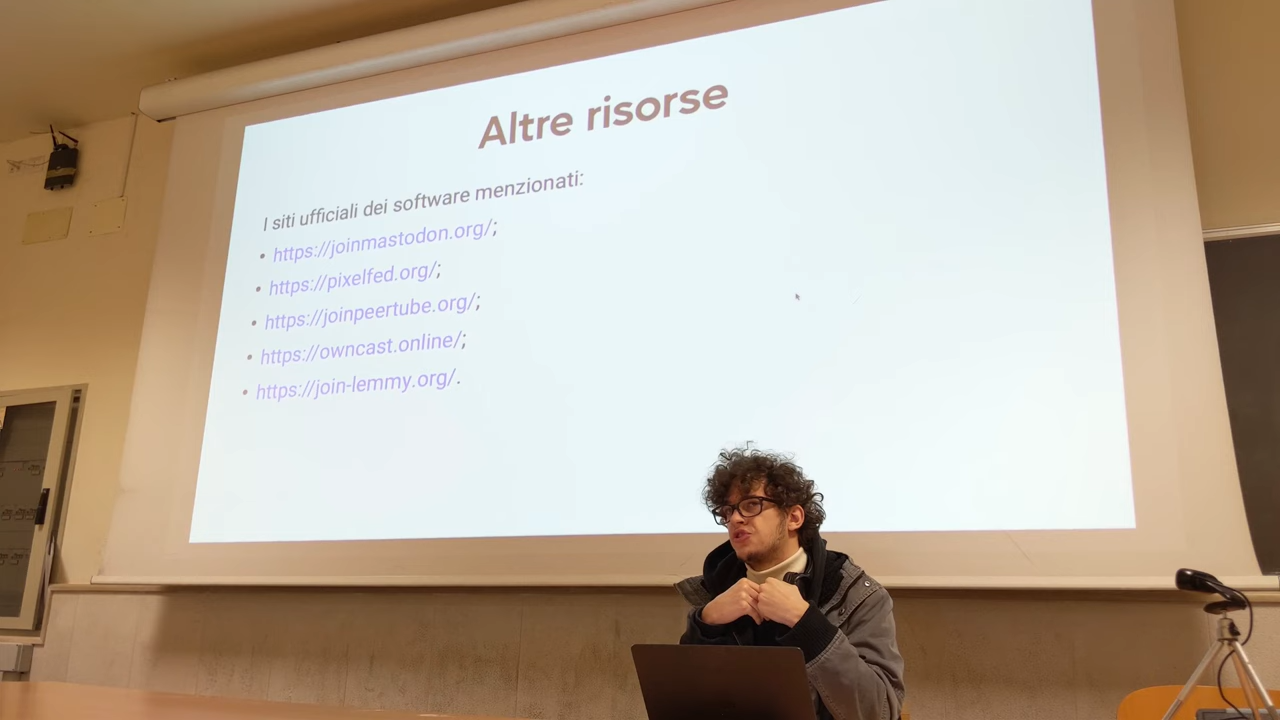 Altre risorse
I siti ufficiali dei software menzionati:
• https://joinmastodon.org/;
• https://pixelfed.org/;
• https://joinpeertube.org/;
• https://owncast.online/;
• https://join-lemmy.org/.